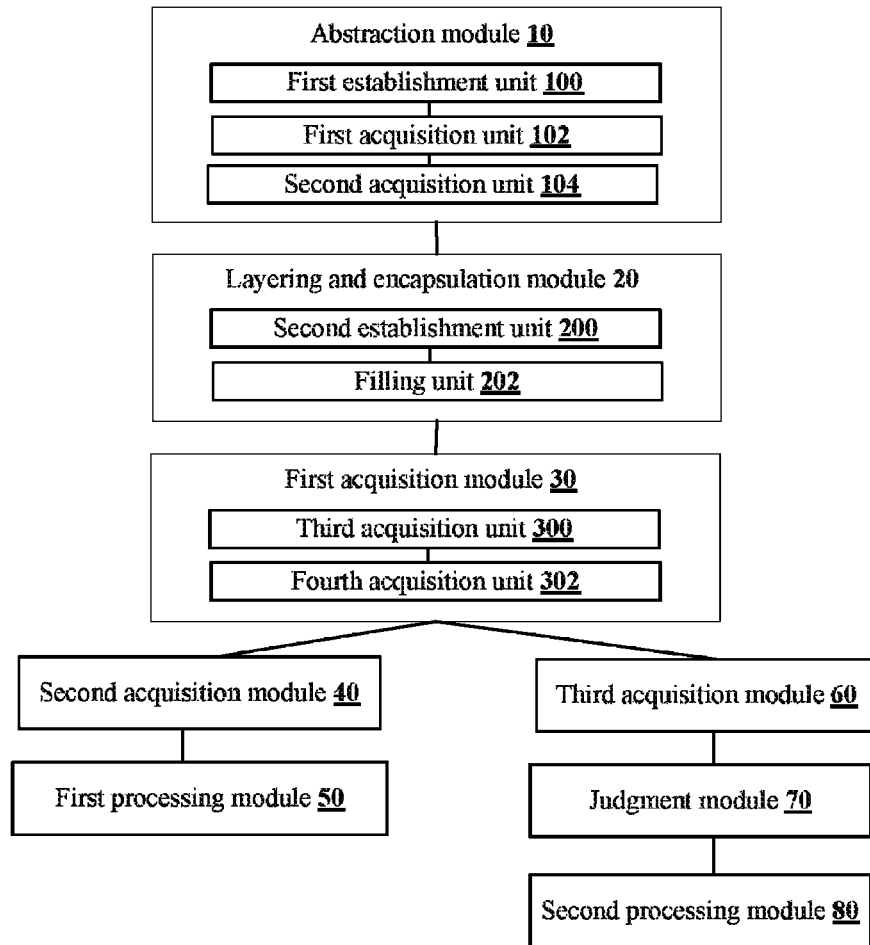 Abstraction module 10
First establishment unit 100
First acquisition unit 102
Second acquisition unit 104
Layering and encapsulation module 20
Second establishment unit 200
Filling unit 202
First acquisition module 30
Third acquisition unit 300
Fourth acquisition unit 302
Second acquisition module 40
First processing module 50
Third acquisition module 60
Judgment module 70
Second processing module 80